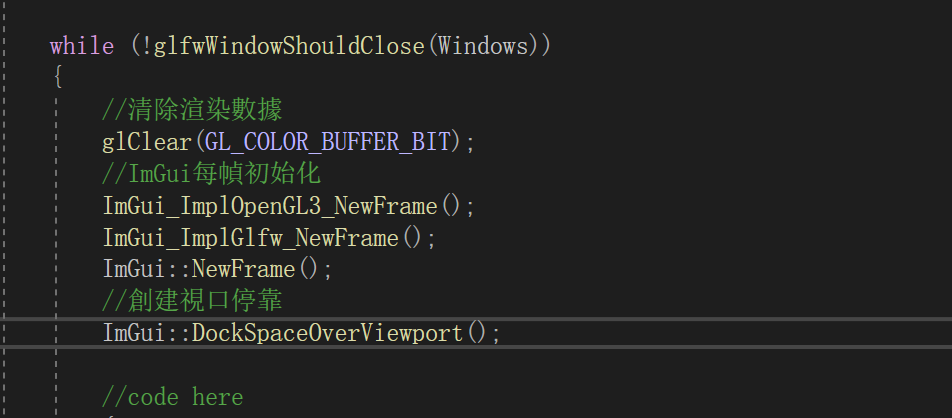 while (!glfwWindowShouldClose(Windows))
{
//清除渲染數據
glClear(GL_COLOR_BUFFER_BIT);
//ImGui每幀初始化
ImGui_ImplOpenGL3_NewFrame();
ImGui_ImplGlfw_NewFrame();
ImGui::NewFrame();
//創建視口停靠
ImGui::DockSpaceOverViewport();
//code here